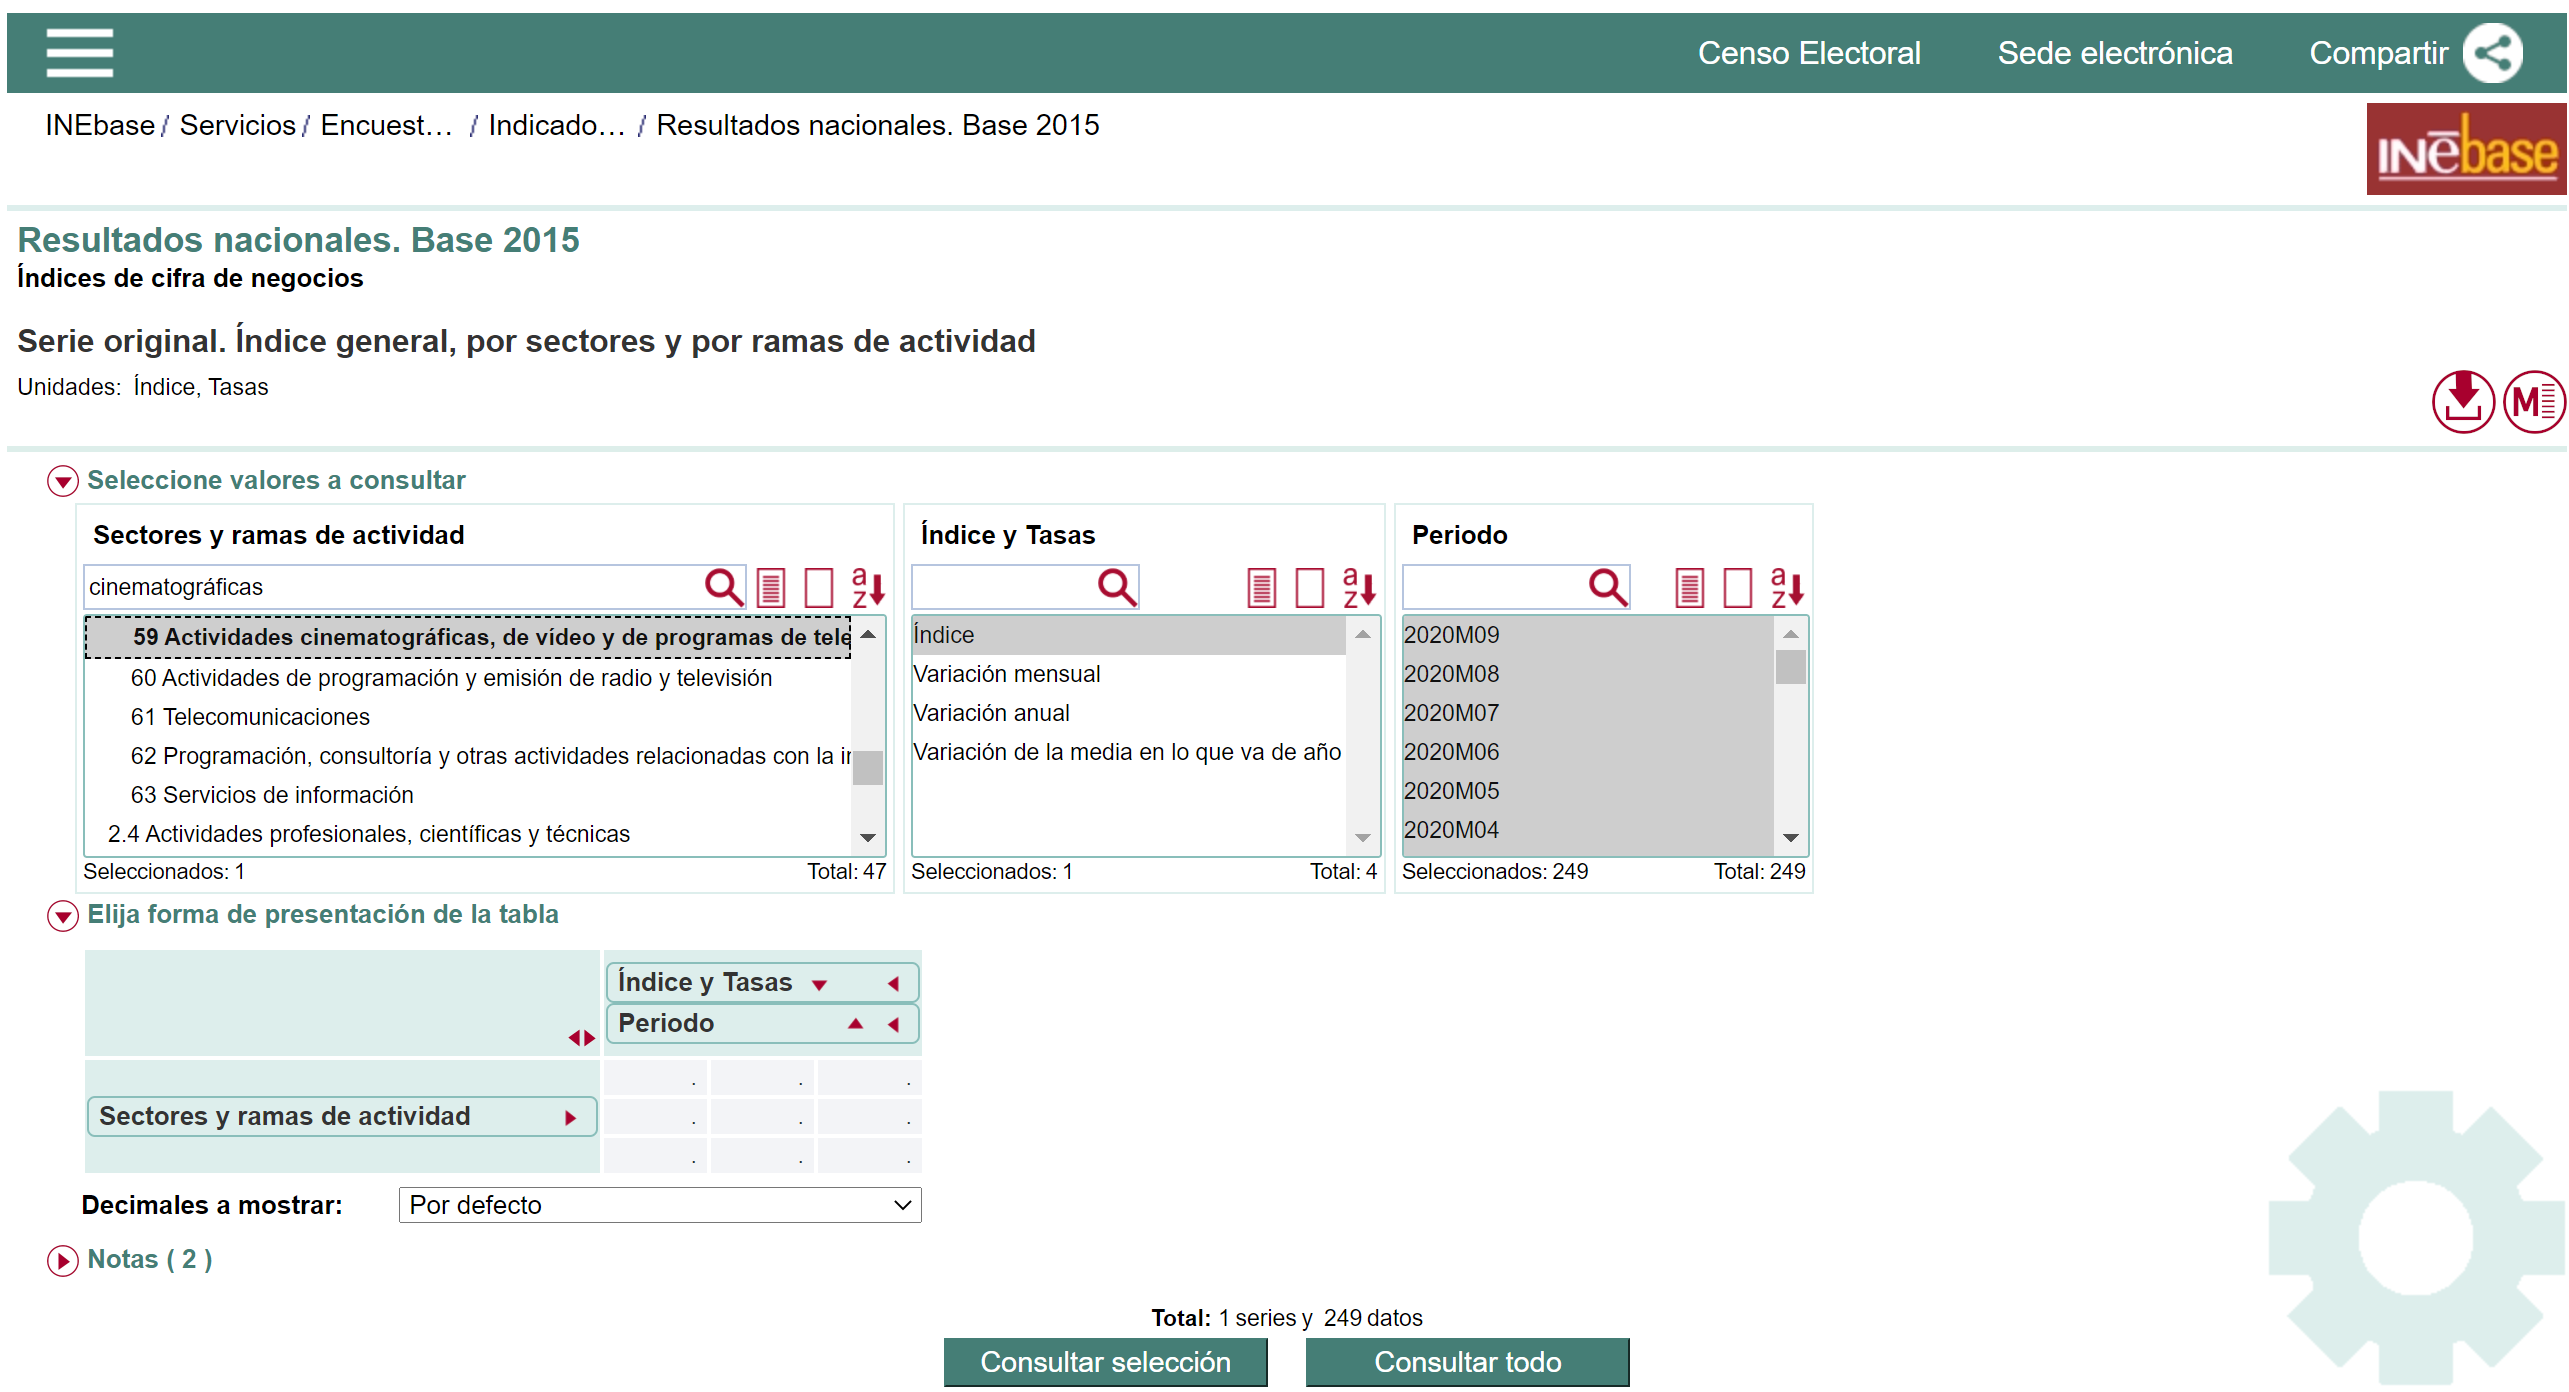 Censo Electoral Sede electrónica Compartir
INEbase / Servicios / Encuest... / Indicado... / Resultados nacionales. Base 2015
INEbase
Resultados nacionales. Base 2015
Índices de cifra de negocios
Serie original. Índice general, por sectores y por ramas de actividad
Unidades: Índice, Tasas
M
Seleccione valores a consultar
Sectores y ramas de actividad
cinematográficas
a z
59 Actividades cinematográficas, de vídeo y de programas de tele
60 Actividades de programación y emisión de radio y televisión
61 Telecomunicaciones
62 Programación, consultoría y otras actividades relacionadas con la in
63 Servicios de información
2.4 Actividades profesionales, científicas y técnicas
Seleccionados: 1 Total: 47
Índice y Tasas
a z
Índice
Variación mensual
Variación anual
Variación de la media en lo que va de año
Seleccionados: 1 Total: 4
Periodo
a z
2020M09
2020M08
2020M07
2020M06
2020M05
2020M04
Seleccionados: 249 Total: 249
Elija forma de presentación de la tabla
Índice y Tasas
Periodo
Sectores y ramas de actividad
Decimales a mostrar: Por defecto
Notas ( 2 )
Total: 1 series y 249 datos
Consultar selección Consultar todo